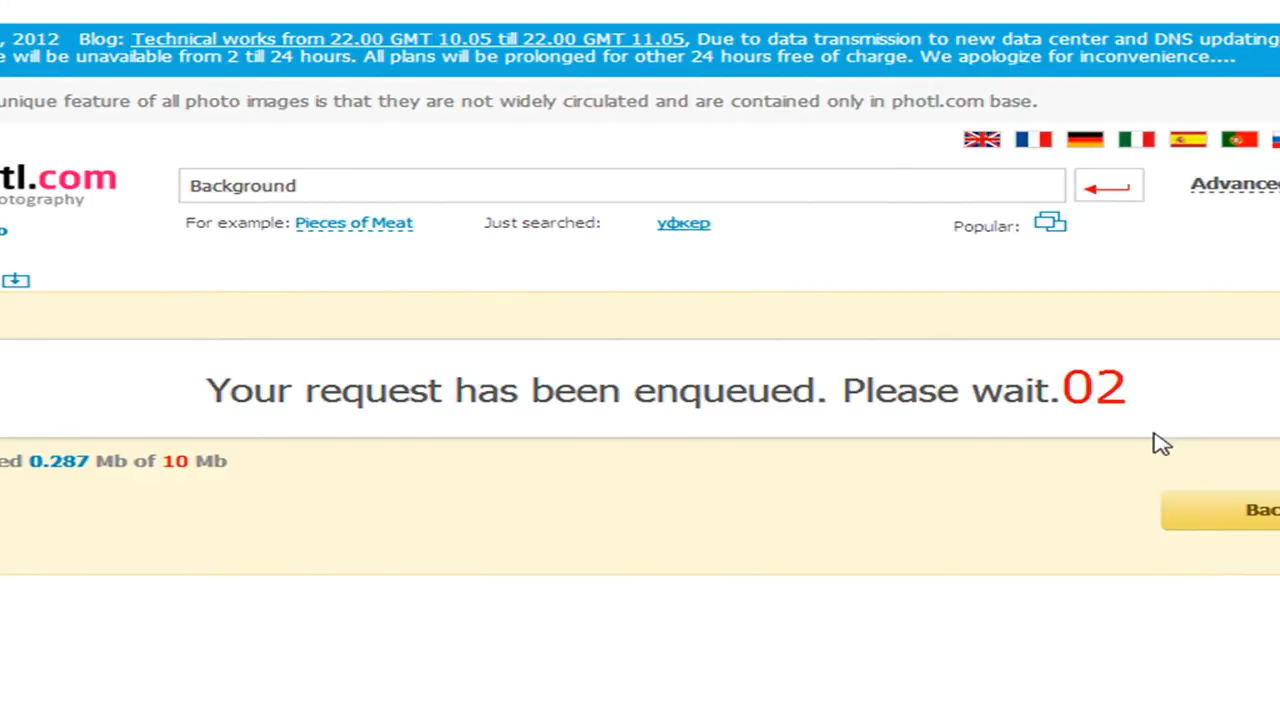 , 2012 Blog: Technical works from 22.00 GMT 10.05 till 22.00 GMT 11.05, Due to data transmission to new data center and DNS updating
e will be unavailable from 2 till 24 hours. All plans will be prolonged for other 24 hours free of charge. We apologize for inconvenience....
unique feature of all photo images is that they are not widely circulated and are contained only in photl.com base.
tl.com
otography
Background
Advanced
For example: Pieces of Meat Just searched: уфкер Popular:
Your request has been enqueued. Please wait.02
ed 0.287 Mb of 10 Mb
Bac